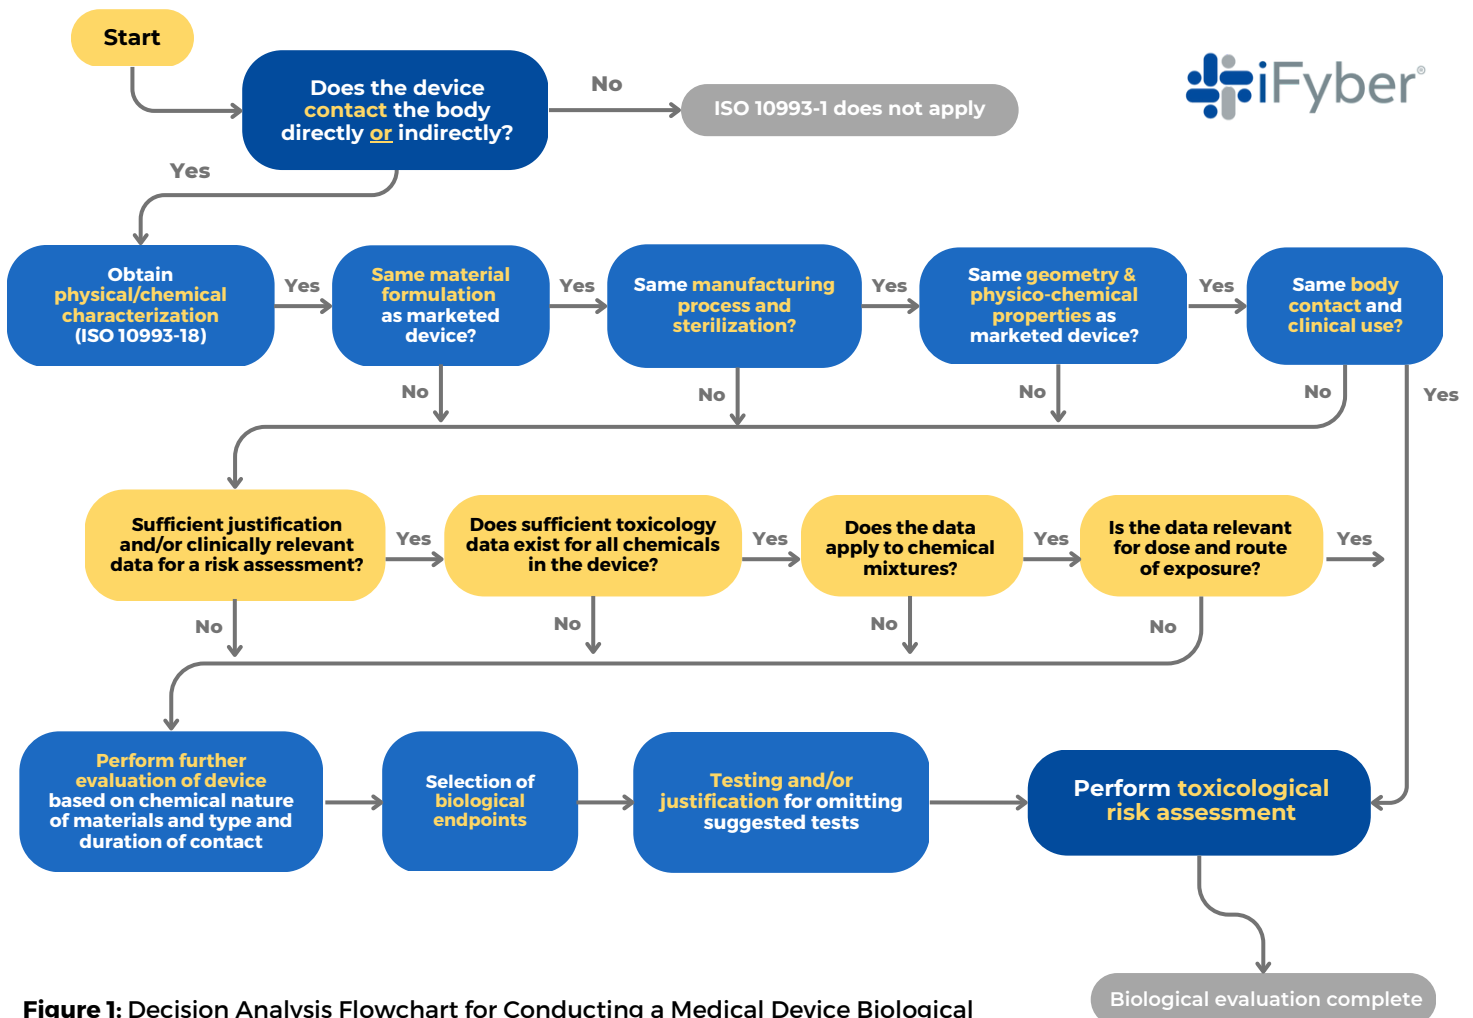 Start
Does the device
contact the body
directly or indirectly?
No
ISO 10993-1 does not apply
iFyber®
Yes
Obtain
physical/chemical
characterization
(ISO 10993-18)
Yes
Same material
formulation
as marketed
device?
Yes
Same manufacturing
process and
sterilization?
Yes
Same geometry &
physico-chemical
properties as
marketed device?
Yes
Same body
contact and
clinical use?
No
No
No
No
Yes
Sufficient justification
and/or clinically relevant
data for a risk assessment?
Yes
Does sufficient toxicology
data exist for all chemicals
in the device?
Yes
Does the data
apply to chemical
mixtures?
Yes
Is the data relevant
for dose and route
of exposure?
Yes
No
No
No
No
Perform further
evaluation of device
based on chemical nature
of materials and type and
duration of contact
Selection of
biological
endpoints
Testing and/or
justification for omitting
suggested tests
Perform toxicological
risk assessment
Biological evaluation complete
Figure 1: Decision Analysis Flowchart for Conducting a Medical Device Biological